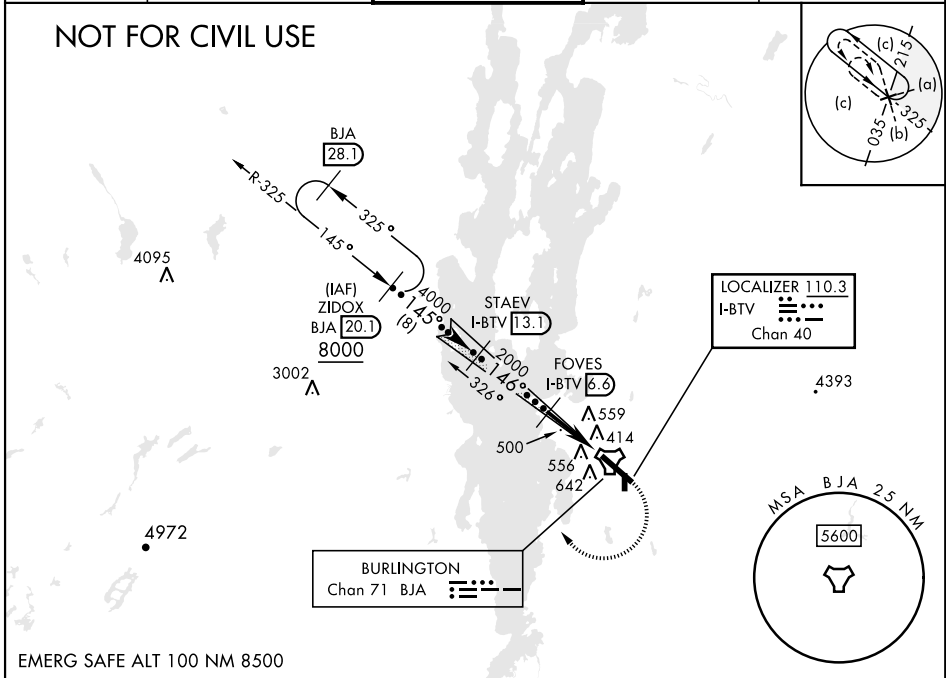 NOT FOR CIVIL USE
(c)
215
(a)
(c)
325
035
(b)
BJA
28.1
R-325
325°
145°
4095
(IAF)
ZIDOX
BJA 20.1
8000
4000
145°
(8)
STAEV
I-BTV 13.1
2000
146°
326°
FOVES
I-BTV 6.6
LOCALIZER 110.3
I-BTV
Chan 40
3002
4393
559
414
500
556
642
MSA BJA 25 NM
5600
4972
BURLINGTON
Chan 71 BJA
EMERG SAFE ALT 100 NM 8500